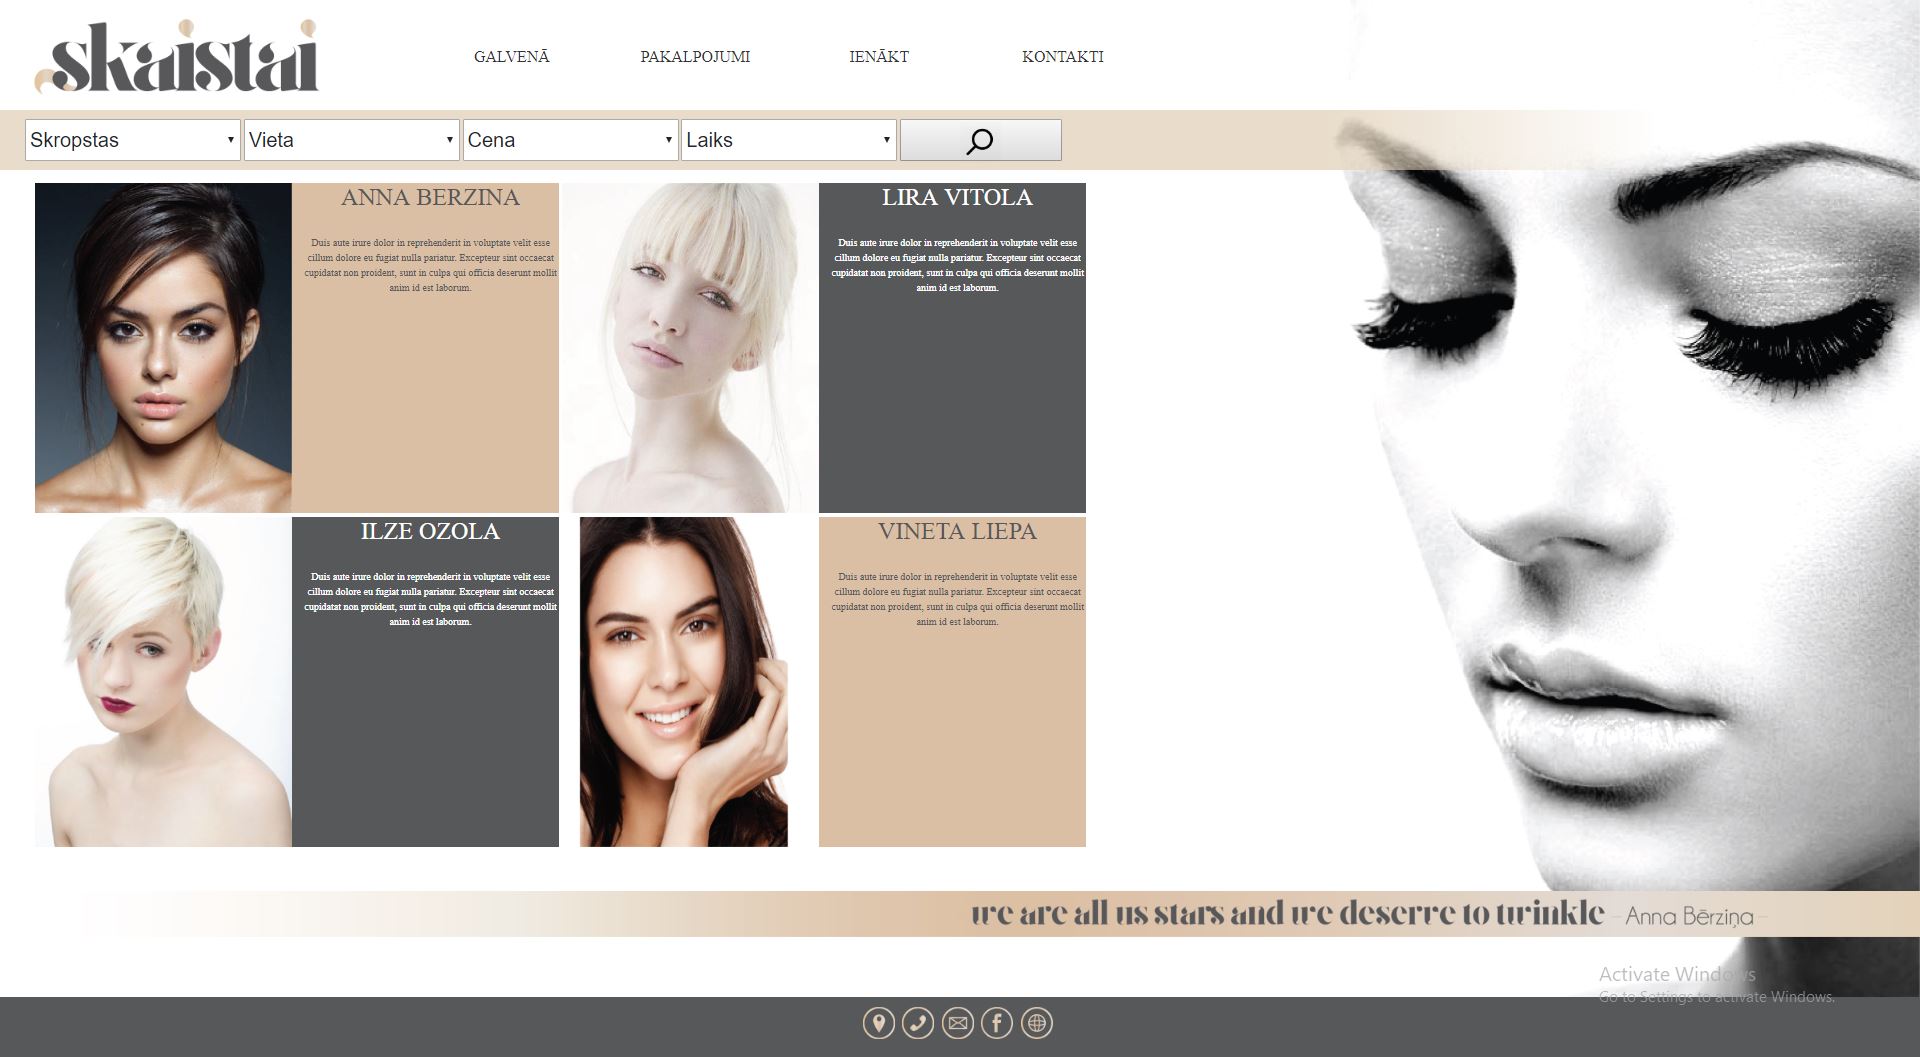 skaistai
GALVENĀ PAKALPOJUMI IENĀKT KONTAKTI
Skropstas Vieta Cena Laiks
ANNA BERZINA
Duis aute irure dolor in reprehenderit in voluptate velit esse
cillum dolore eu fugiat nulla pariatur. Excepteur sint occaecat
cupidatat non proident, sunt in culpa qui officia deserunt mollit
anim id est laborum.
LIRA VITOLA
Duis aute irure dolor in reprehenderit in voluptate velit esse
cillum dolore eu fugiat nulla pariatur. Excepteur sint occaecat
cupidatat non proident, sunt in culpa qui officia deserunt mollit
anim id est laborum.
ILZE OZOLA
Duis aute irure dolor in reprehenderit in voluptate velit esse
cillum dolore eu fugiat nulla pariatur. Excepteur sint occaecat
cupidatat non proident, sunt in culpa qui officia deserunt mollit
anim id est laborum.
VINETA LIEPA
Duis aute irure dolor in reprehenderit in voluptate velit esse
cillum dolore eu fugiat nulla pariatur. Excepteur sint occaecat
cupidatat non proident, sunt in culpa qui officia deserunt mollit
anim id est laborum.
we are all us stars and we deserve to twinkle – Anna Bērziņa –
Activate Windows
Go to Settings to activate Windows.